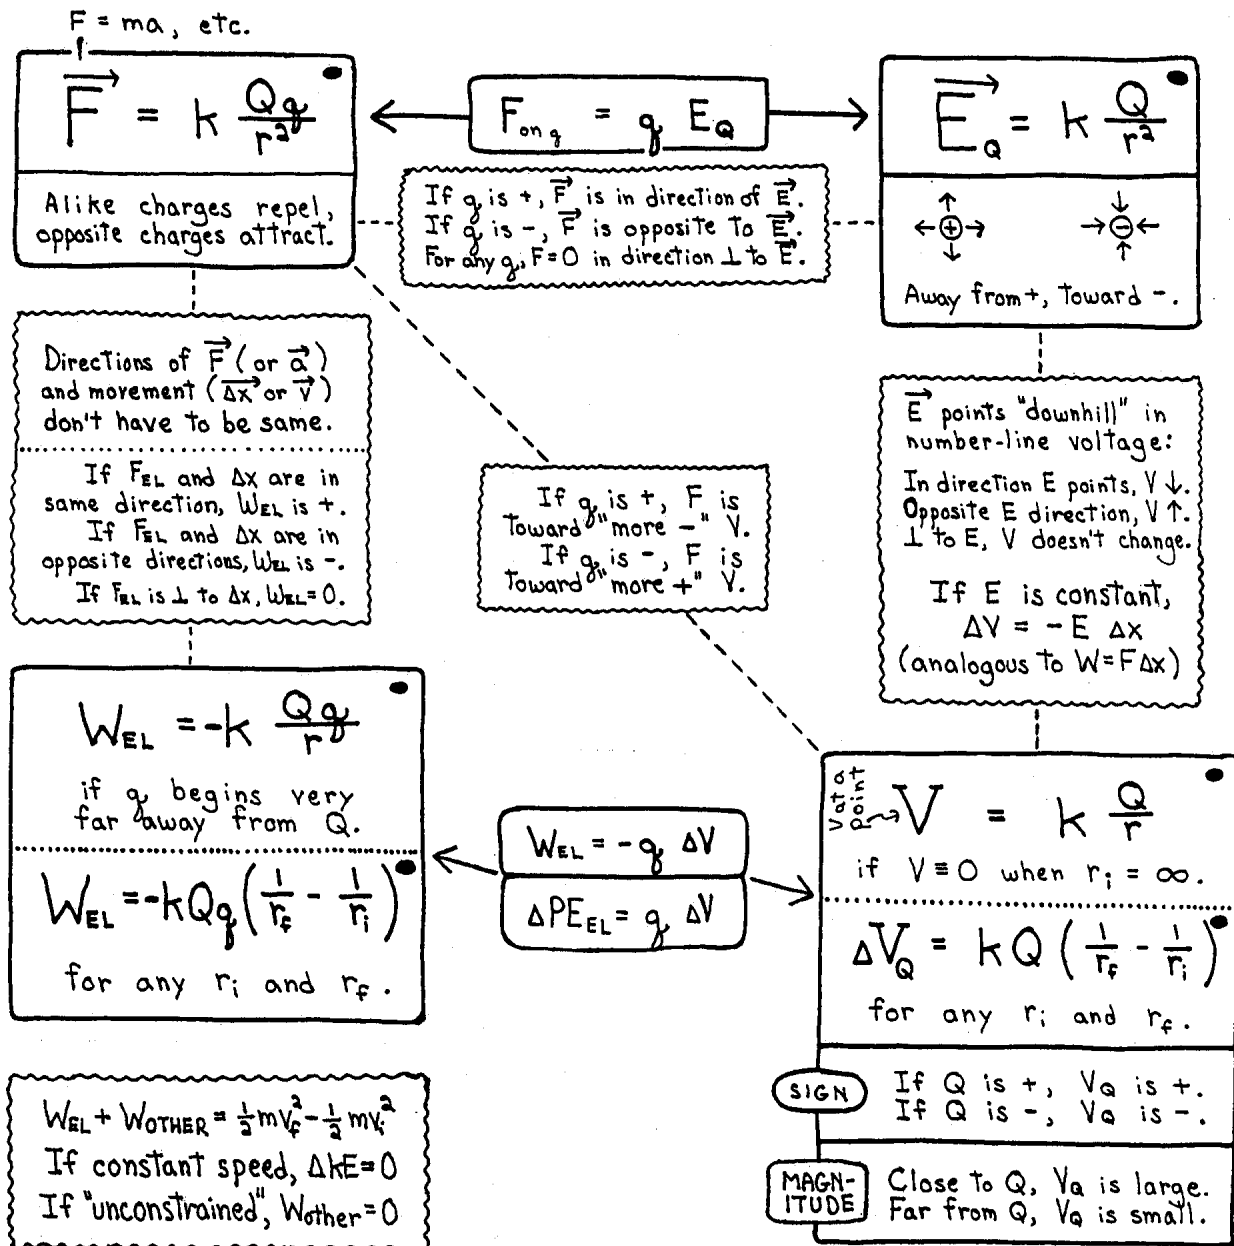 F = ma, etc.
F = k Qq/r²
Alike charges repel,
opposite charges attract.
F on q = q E_Q
If q is +, F is in direction of E.
If q is -, F is opposite to E.
For any q, F=0 in direction ⊥ to E.
E_Q = k Q/r²
+
-
Away from +, Toward -.
Directions of F (or a)
and movement (Δx or v)
don't have to be same.
If F_EL and Δx are in
same direction, W_EL is +.
If F_EL and Δx are in
opposite directions, W_EL is -.
If F_EL is ⊥ to Δx, W_EL = 0.
If q is +, F is
toward "more -" V.
If q is -, F is
toward "more +" V.
E points "downhill" in
number-line voltage:
In direction E points, V ↓.
Opposite E direction, V ↑.
⊥ to E, V doesn't change.
If E is constant,
ΔV = -E Δx
(analogous to W = F Δx)
W_EL = -k Qq/r
if q begins very
far away from Q.
W_EL = -kQq (1/r_f - 1/r_i)
for any r_i and r_f.
W_EL = -q ΔV
ΔPE_EL = q ΔV
V at a
point
V = k Q/r
if V ≡ 0 when r_i = ∞.
ΔV_Q = kQ (1/r_f - 1/r_i)
for any r_i and r_f.
SIGN
If Q is +, V_Q is +.
If Q is -, V_Q is -.
MAGN-
ITUDE
Close to Q, V_Q is large.
Far from Q, V_Q is small.
W_EL + W_OTHER = ½mv_f² - ½mv_i²
If constant speed, ΔkE = 0
If "unconstrained", W_other = 0